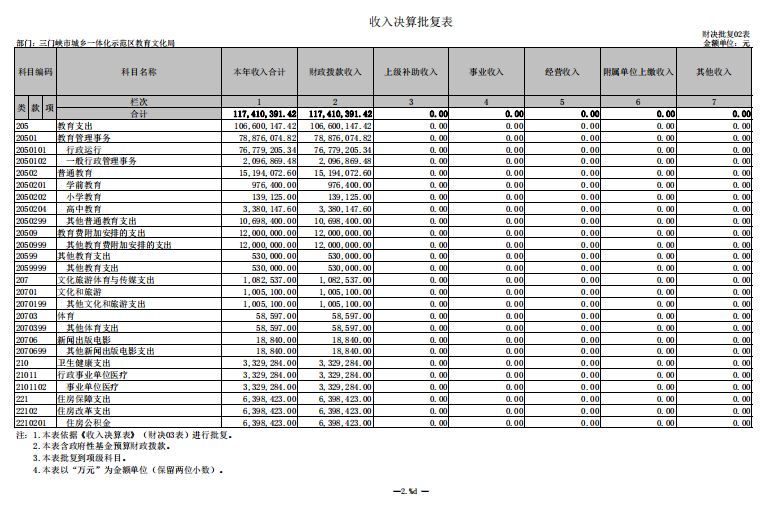 收入决算批复表
财决批复02表
部门：三门峡市城乡一体化示范区教育文化局 金额单位：元
科目编码 科目名称 本年收入合计 财政拨款收入 上级补助收入 事业收入 经营收入 附属单位上缴收入 其他收入
类 款 项 栏次 1 2 3 4 5 6 7
合计 117,410,391.42 117,410,391.42 0.00 0.00 0.00 0.00 0.00
205 教育支出 106,600,147.42 106,600,147.42 0.00 0.00 0.00 0.00 0.00
20501 教育管理事务 78,876,074.82 78,876,074.82 0.00 0.00 0.00 0.00 0.00
2050101 行政运行 76,779,205.34 76,779,205.34 0.00 0.00 0.00 0.00 0.00
2050102 一般行政管理事务 2,096,869.48 2,096,869.48 0.00 0.00 0.00 0.00 0.00
20502 普通教育 15,194,072.60 15,194,072.60 0.00 0.00 0.00 0.00 0.00
2050201 学前教育 976,400.00 976,400.00 0.00 0.00 0.00 0.00 0.00
2050202 小学教育 139,125.00 139,125.00 0.00 0.00 0.00 0.00 0.00
2050204 高中教育 3,380,147.60 3,380,147.60 0.00 0.00 0.00 0.00 0.00
2050299 其他普通教育支出 10,698,400.00 10,698,400.00 0.00 0.00 0.00 0.00 0.00
20509 教育费附加安排的支出 12,000,000.00 12,000,000.00 0.00 0.00 0.00 0.00 0.00
2050999 其他教育费附加安排的支出 12,000,000.00 12,000,000.00 0.00 0.00 0.00 0.00 0.00
20599 其他教育支出 530,000.00 530,000.00 0.00 0.00 0.00 0.00 0.00
2059999 其他教育支出 530,000.00 530,000.00 0.00 0.00 0.00 0.00 0.00
207 文化旅游体育与传媒支出 1,082,537.00 1,082,537.00 0.00 0.00 0.00 0.00 0.00
20701 文化和旅游 1,005,100.00 1,005,100.00 0.00 0.00 0.00 0.00 0.00
2070199 其他文化和旅游支出 1,005,100.00 1,005,100.00 0.00 0.00 0.00 0.00 0.00
20703 体育 58,597.00 58,597.00 0.00 0.00 0.00 0.00 0.00
2070399 其他体育支出 58,597.00 58,597.00 0.00 0.00 0.00 0.00 0.00
20706 新闻出版电影 18,840.00 18,840.00 0.00 0.00 0.00 0.00 0.00
2070699 其他新闻出版电影支出 18,840.00 18,840.00 0.00 0.00 0.00 0.00 0.00
210 卫生健康支出 3,329,284.00 3,329,284.00 0.00 0.00 0.00 0.00 0.00
21011 行政事业单位医疗 3,329,284.00 3,329,284.00 0.00 0.00 0.00 0.00 0.00
2101102 事业单位医疗 3,329,284.00 3,329,284.00 0.00 0.00 0.00 0.00 0.00
221 住房保障支出 6,398,423.00 6,398,423.00 0.00 0.00 0.00 0.00 0.00
22102 住房改革支出 6,398,423.00 6,398,423.00 0.00 0.00 0.00 0.00 0.00
2210201 住房公积金 6,398,423.00 6,398,423.00 0.00 0.00 0.00 0.00 0.00
注：1.本表依据《收入决算表》（财决03表）进行批复。
2.本表含政府性基金预算财政拨款。
3.本表批复到项级科目。
4.本表以“万元”为金额单位（保留两位小数）。
—2.%d —